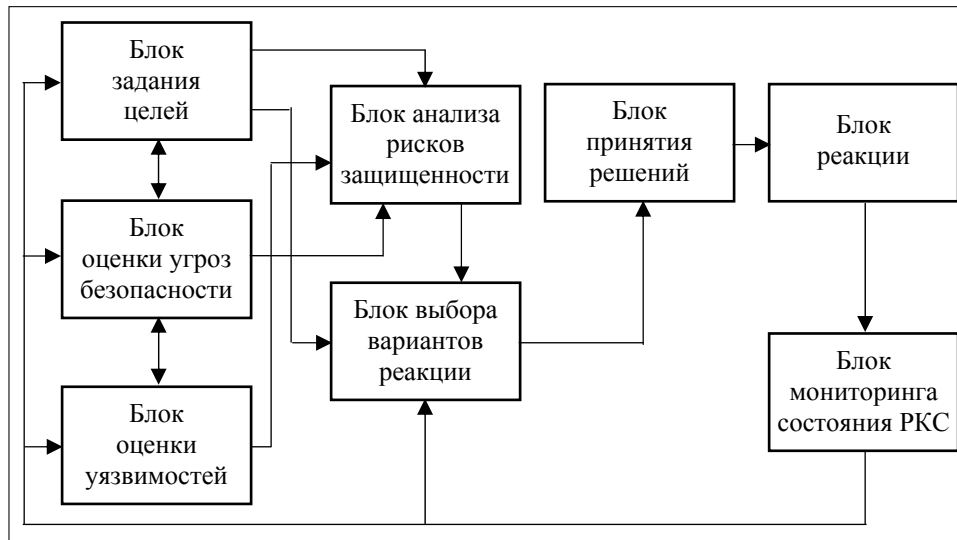 Блок
задания
целей
Блок
оценки угроз
безопасности
Блок
оценки
уязвимостей
Блок анализа
рисков
защищенности
Блок выбора
вариантов
реакции
Блок
принятия
решений
Блок
реакции
Блок
мониторинга
состояния РКС